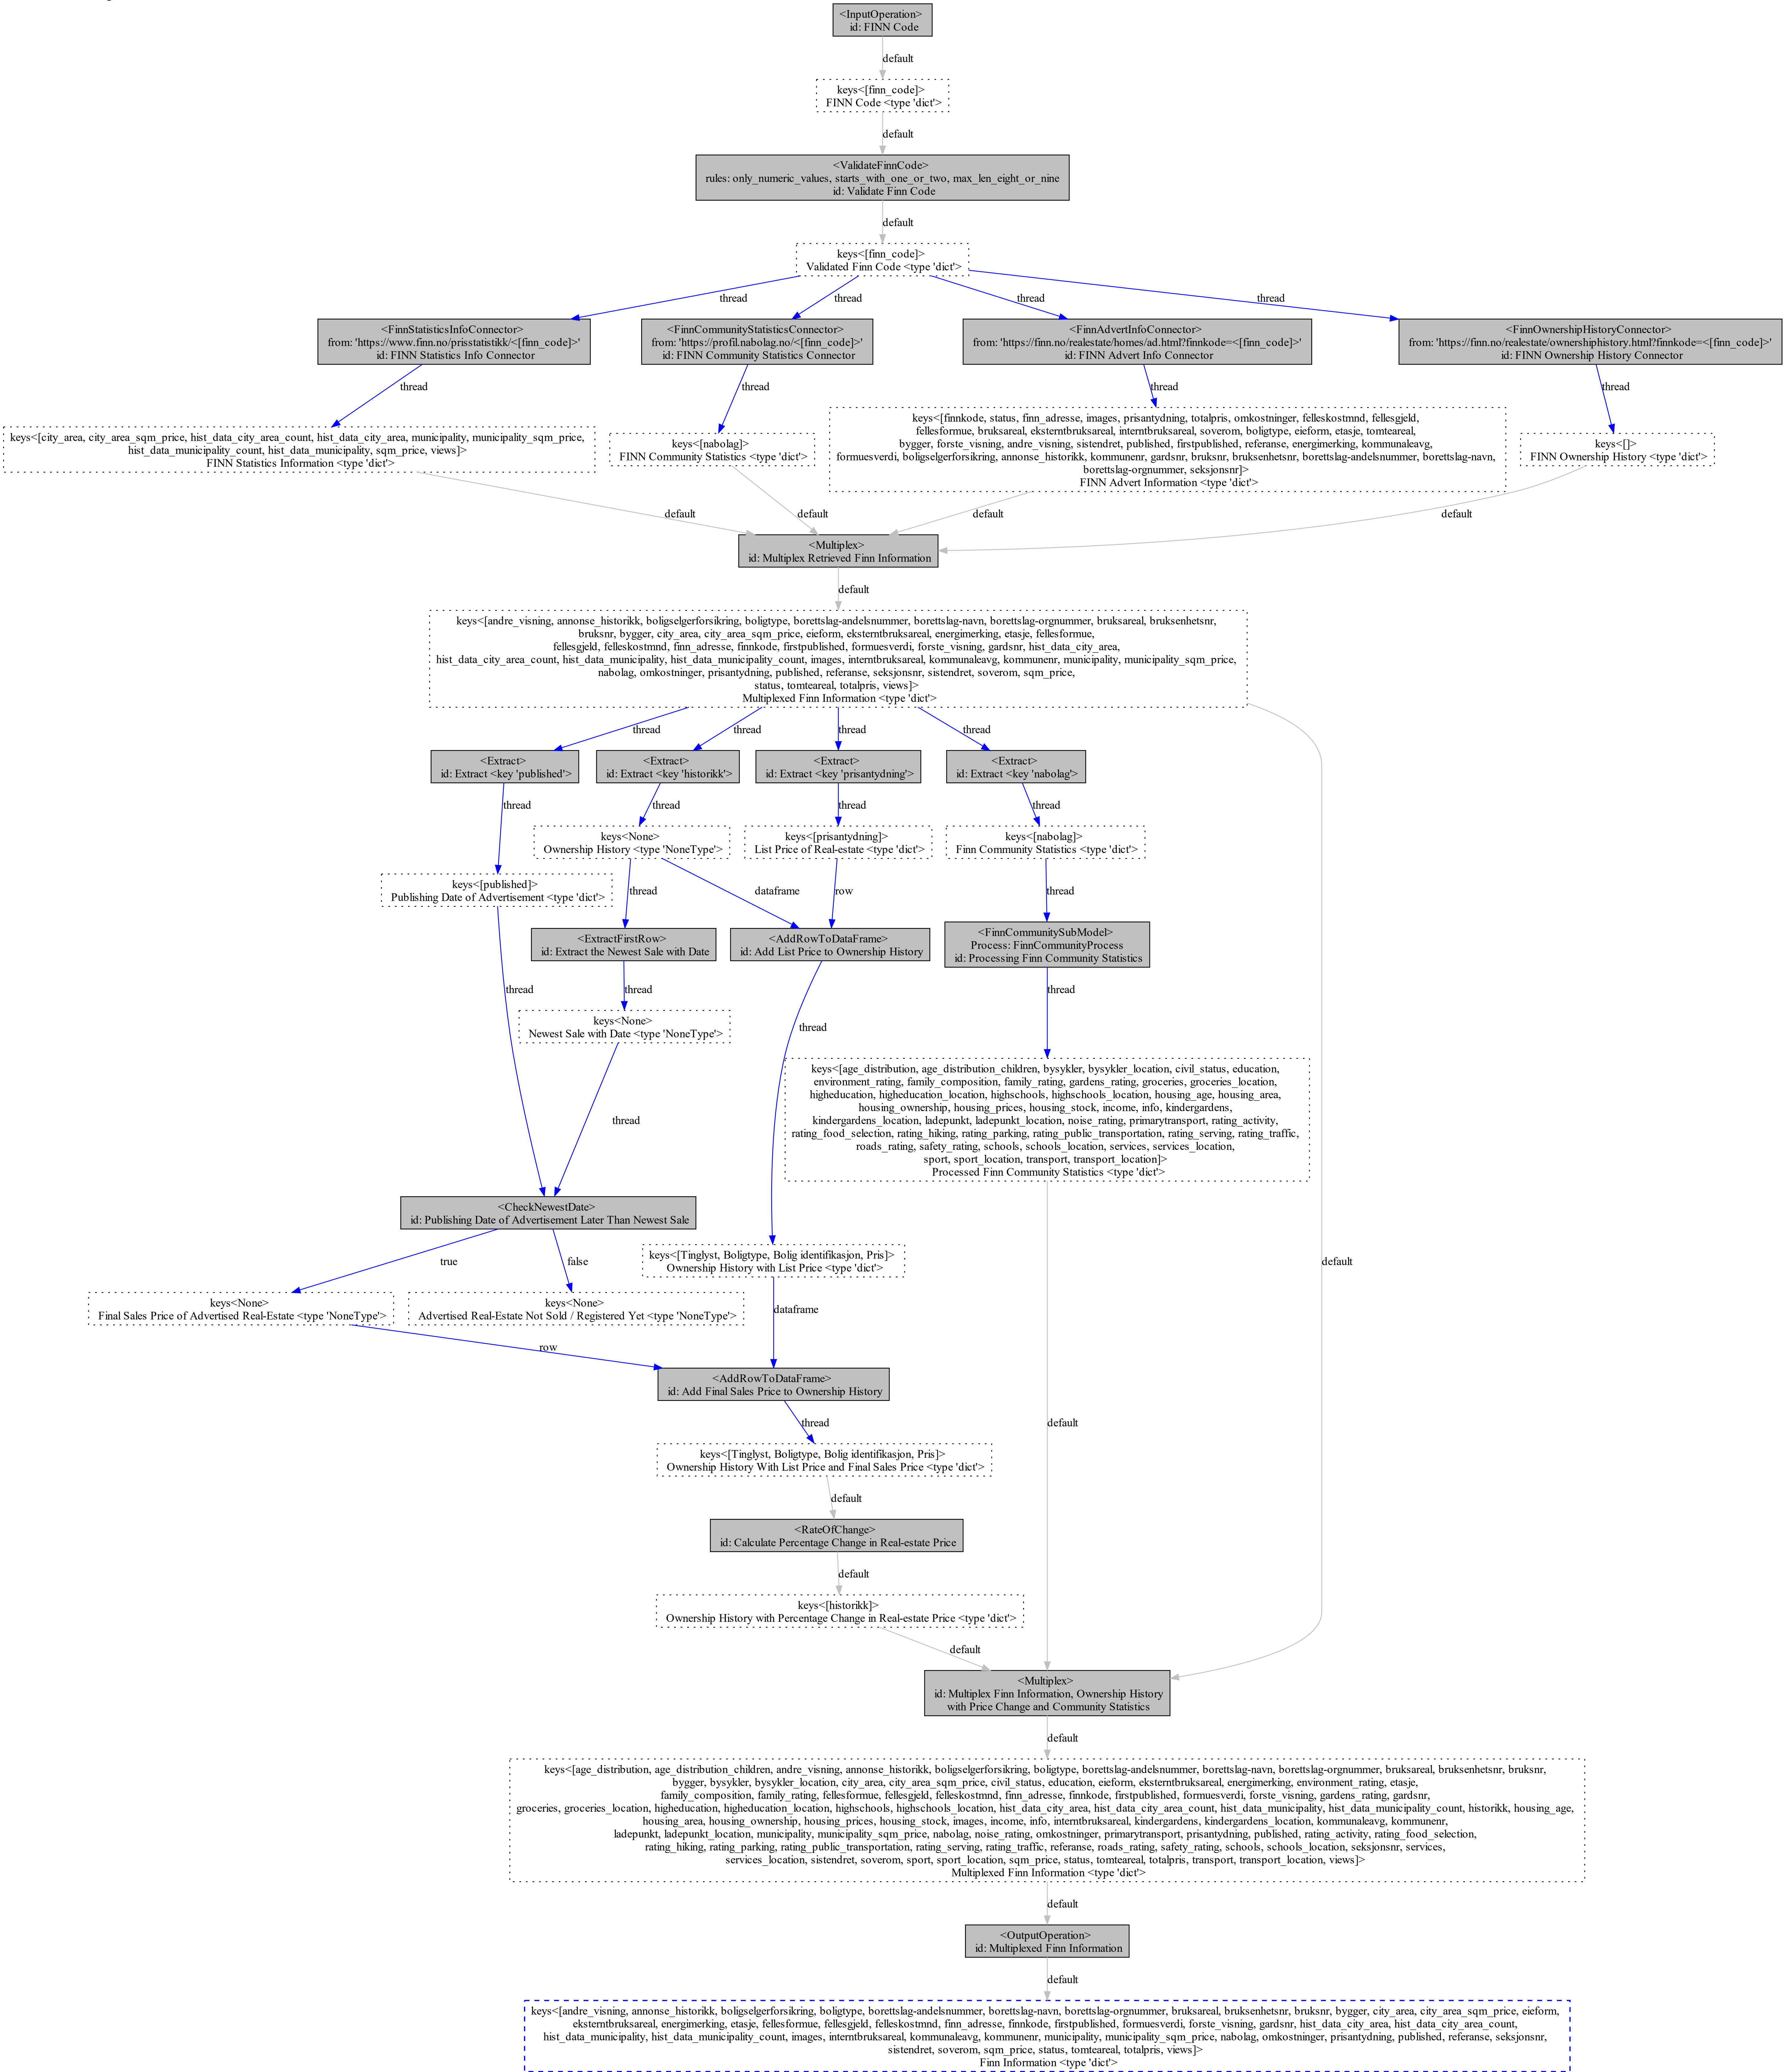 <InputOperation>
id: FINN Code
default
keys<[finn_code]>
FINN Code <type 'dict'>
default
<ValidateFinnCode>
rules: only_numeric_values, starts_with_one_or_two, max_len_eight_or_nine
id: Validate Finn Code
default
keys<[finn_code]>
Validated Finn Code <type 'dict'>
thread
thread
thread
thread
<FinnStatisticsInfoConnector>
from: 'https://www.finn.no/prisstatistikk/<[finn_code]>'
id: FINN Statistics Info Connector
<FinnCommunityStatisticsConnector>
from: 'https://profil.nabolag.no/<[finn_code]>'
id: FINN Community Statistics Connector
<FinnAdvertInfoConnector>
from: 'https://finn.no/realestate/homes/ad.html?finnkode=<[finn_code]>'
id: FINN Advert Info Connector
<FinnOwnershipHistoryConnector>
from: 'https://finn.no/realestate/ownershiphistory.html?finnkode=<[finn_code]>'
id: FINN Ownership History Connector
thread
thread
thread
thread
keys<[city_area, city_area_sqm_price, hist_data_city_area_count, hist_data_city_area, municipality, municipality_sqm_price,
hist_data_municipality_count, hist_data_municipality, sqm_price, views]>
FINN Statistics Information <type 'dict'>
keys<[nabolag]>
FINN Community Statistics <type 'dict'>
keys<[finnkode, status, finn_adresse, images, prisantydning, totalpris, omkostninger, felleskostmnd, fellesgjeld,
fellesformue, bruksareal, eksterntbruksareal, interntbruksareal, soverom, boligtype, eieform, etasje, tomteareal,
bygger, forste_visning, andre_visning, sistendret, published, firstpublished, referanse, energimerking, kommunaleavg,
formuesverdi, boligselgerforsikring, annonse_historikk, kommunenr, gardsnr, bruksnr, bruksenhetsnr, borettslag-andelsnummer, borettslag-navn,
borettslag-orgnummer, seksjonsnr]>
FINN Advert Information <type 'dict'>
keys<[]>
FINN Ownership History <type 'dict'>
default
default
default
default
<Multiplex>
id: Multiplex Retrieved Finn Information
default
keys<[andre_visning, annonse_historikk, boligselgerforsikring, boligtype, borettslag-andelsnummer, borettslag-navn, borettslag-orgnummer, bruksareal, bruksenhetsnr,
bruksnr, bygger, city_area, city_area_sqm_price, eieform, eksterntbruksareal, energimerking, etasje, fellesformue,
fellesgjeld, felleskostmnd, finn_adresse, finnkode, firstpublished, formuesverdi, forste_visning, gardsnr, hist_data_city_area,
hist_data_city_area_count, hist_data_municipality, hist_data_municipality_count, images, interntbruksareal, kommunaleavg, kommunenr, municipality, municipality_sqm_price,
nabolag, omkostninger, prisantydning, published, referanse, seksjonsnr, sistendret, soverom, sqm_price,
status, tomteareal, totalpris, views]>
Multiplexed Finn Information <type 'dict'>
thread
thread
thread
thread
<Extract>
id: Extract <key 'published'>
<Extract>
id: Extract <key 'historikk'>
<Extract>
id: Extract <key 'prisantydning'>
<Extract>
id: Extract <key 'nabolag'>
thread
thread
thread
thread
keys<None>
Ownership History <type 'NoneType'>
keys<[prisantydning]>
List Price of Real-estate <type 'dict'>
keys<[nabolag]>
Finn Community Statistics <type 'dict'>
keys<[published]>
Publishing Date of Advertisement <type 'dict'>
thread
dataframe
row
thread
<ExtractFirstRow>
id: Extract the Newest Sale with Date
<AddRowToDataFrame>
id: Add List Price to Ownership History
<FinnCommunitySubModel>
Process: FinnCommunityProcess
id: Processing Finn Community Statistics
thread
thread
thread
keys<None>
Newest Sale with Date <type 'NoneType'>
thread
keys<[age_distribution, age_distribution_children, bysykler, bysykler_location, civil_status, education,
environment_rating, family_composition, family_rating, gardens_rating, groceries, groceries_location,
higheducation, higheducation_location, highschools, highschools_location, housing_age, housing_area,
housing_ownership, housing_prices, housing_stock, income, info, kindergardens,
kindergardens_location, ladepunkt, ladepunkt_location, noise_rating, primarytransport, rating_activity,
rating_food_selection, rating_hiking, rating_parking, rating_public_transportation, rating_serving, rating_traffic,
roads_rating, safety_rating, schools, schools_location, services, services_location,
sport, sport_location, transport, transport_location]>
Processed Finn Community Statistics <type 'dict'>
thread
<CheckNewestDate>
id: Publishing Date of Advertisement Later Than Newest Sale
true
false
keys<[Tinglyst, Boligtype, Bolig identifikasjon, Pris]>
Ownership History with List Price <type 'dict'>
default
keys<None>
Final Sales Price of Advertised Real-Estate <type 'NoneType'>
keys<None>
Advertised Real-Estate Not Sold / Registered Yet <type 'NoneType'>
dataframe
row
<AddRowToDataFrame>
id: Add Final Sales Price to Ownership History
thread
default
keys<[Tinglyst, Boligtype, Bolig identifikasjon, Pris]>
Ownership History With List Price and Final Sales Price <type 'dict'>
default
<RateOfChange>
id: Calculate Percentage Change in Real-estate Price
default
keys<[historikk]>
Ownership History with Percentage Change in Real-estate Price <type 'dict'>
default
<Multiplex>
id: Multiplex Finn Information, Ownership History
with Price Change and Community Statistics
default
keys<[age_distribution, age_distribution_children, andre_visning, annonse_historikk, boligselgerforsikring, boligtype, borettslag-andelsnummer, borettslag-navn, borettslag-orgnummer, bruksareal, bruksenhetsnr, bruksnr,
bygger, bysykler, bysykler_location, city_area, city_area_sqm_price, civil_status, education, eieform, eksterntbruksareal, energimerking, environment_rating, etasje,
family_composition, family_rating, fellesformue, fellesgjeld, felleskostmnd, finn_adresse, finnkode, firstpublished, formuesverdi, forste_visning, gardens_rating, gardsnr,
groceries, groceries_location, higheducation, higheducation_location, highschools, highschools_location, hist_data_city_area, hist_data_city_area_count, hist_data_municipality, hist_data_municipality_count, historikk, housing_age,
housing_area, housing_ownership, housing_prices, housing_stock, images, income, info, interntbruksareal, kindergardens, kindergardens_location, kommunaleavg, kommunenr,
ladepunkt, ladepunkt_location, municipality, municipality_sqm_price, nabolag, noise_rating, omkostninger, primarytransport, prisantydning, published, rating_activity, rating_food_selection,
rating_hiking, rating_parking, rating_public_transportation, rating_serving, rating_traffic, referanse, roads_rating, safety_rating, schools, schools_location, seksjonsnr, services,
services_location, sistendret, soverom, sport, sport_location, sqm_price, status, tomteareal, totalpris, transport, transport_location, views]>
Multiplexed Finn Information <type 'dict'>
default
<OutputOperation>
id: Multiplexed Finn Information
default
keys<[andre_visning, annonse_historikk, boligselgerforsikring, boligtype, borettslag-andelsnummer, borettslag-navn, borettslag-orgnummer, bruksareal, bruksenhetsnr, bruksnr, bygger, city_area, city_area_sqm_price, eieform,
eksterntbruksareal, energimerking, etasje, fellesformue, fellesgjeld, felleskostmnd, finn_adresse, finnkode, firstpublished, formuesverdi, forste_visning, gardsnr, hist_data_city_area, hist_data_city_area_count,
hist_data_municipality, hist_data_municipality_count, images, interntbruksareal, kommunaleavg, kommunenr, municipality, municipality_sqm_price, nabolag, omkostninger, prisantydning, published, referanse, seksjonsnr,
sistendret, soverom, sqm_price, status, tomteareal, totalpris, views]>
Finn Information <type 'dict'>